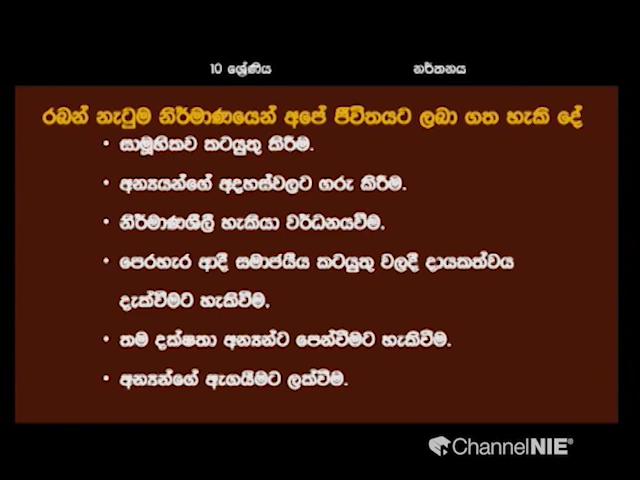 10 ශ්‍රේණිය නර්තනය
රබන් නැටුම නිර්මාණයෙන් අපේ ජීවිතයට ලබා ගත හැකි දේ
• සාමූහිකව කටයුතු කිරීම.
• අන්‍යයන්ගේ අදහස්වලට ගරු කිරීම.
• නිර්මාණශීලී හැකියා වර්ධනයවීම.
• පෙරහැර ආදී සමාජයීය කටයුතු වලදී දායකත්වය
දැක්වීමට හැකිවීම.
• තම දක්ෂතා අන්‍යන්ට පෙන්වීමට හැකිවීම.
• අන්‍යන්ගේ ඇගයීමට ලක්වීම.
ChannelNIE®